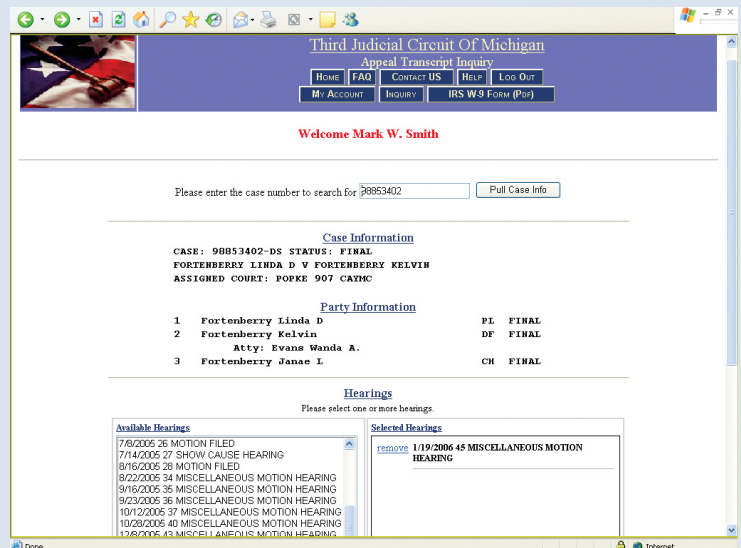 Third Judicial Circuit Of Michigan
Appeal Transcript Inquiry
HOME FAQ CONTACT US HELP LOG OUT
MY ACCOUNT INQUIRY IRS W-9 FORM (PDF)
Welcome Mark W. Smith
Please enter the case number to search for 98853402 Pull Case Info
Case Information
CASE: 98853402-DS STATUS: FINAL
FORTENBERRY LINDA D V FORTENBERRY KELVIN
ASSIGNED COURT: POPKE 907 CAYMC
Party Information
1 Fortenberry Linda D PL FINAL
2 Fortenberry Kelvin DF FINAL
Atty: Evans Wanda A.
3 Fortenberry Janae L CH FINAL
Hearings
Please select one or more hearings.
Available Hearings
7/8/2005 26 MOTION FILED
7/14/2005 27 SHOW CAUSE HEARING
8/16/2005 28 MOTION FILED
8/22/2005 34 MISCELLANEOUS MOTION HEARING
9/16/2005 35 MISCELLANEOUS MOTION HEARING
9/23/2005 36 MISCELLANEOUS MOTION HEARING
10/12/2005 37 MISCELLANEOUS MOTION HEARING
10/28/2005 40 MISCELLANEOUS MOTION HEARING
12/8/2005 43 MISCELLANEOUS MOTION HEARING
Selected Hearings
remove 1/19/2006 45 MISCELLANEOUS MOTION
HEARING
Done Internet